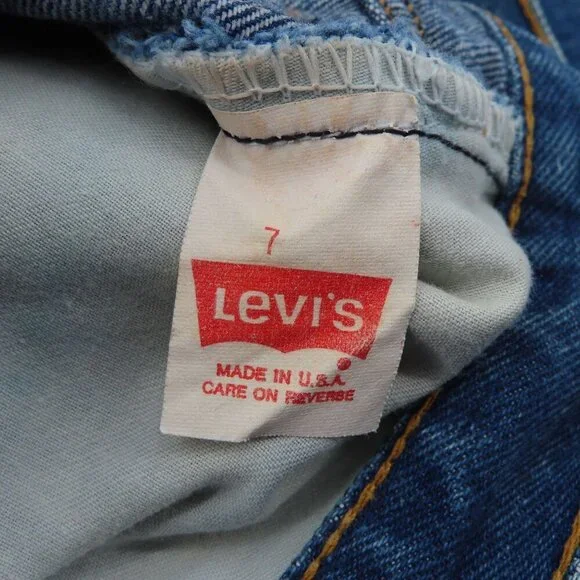 7
Levi's
MADE IN U.S.A.
CARE ON REVERSE